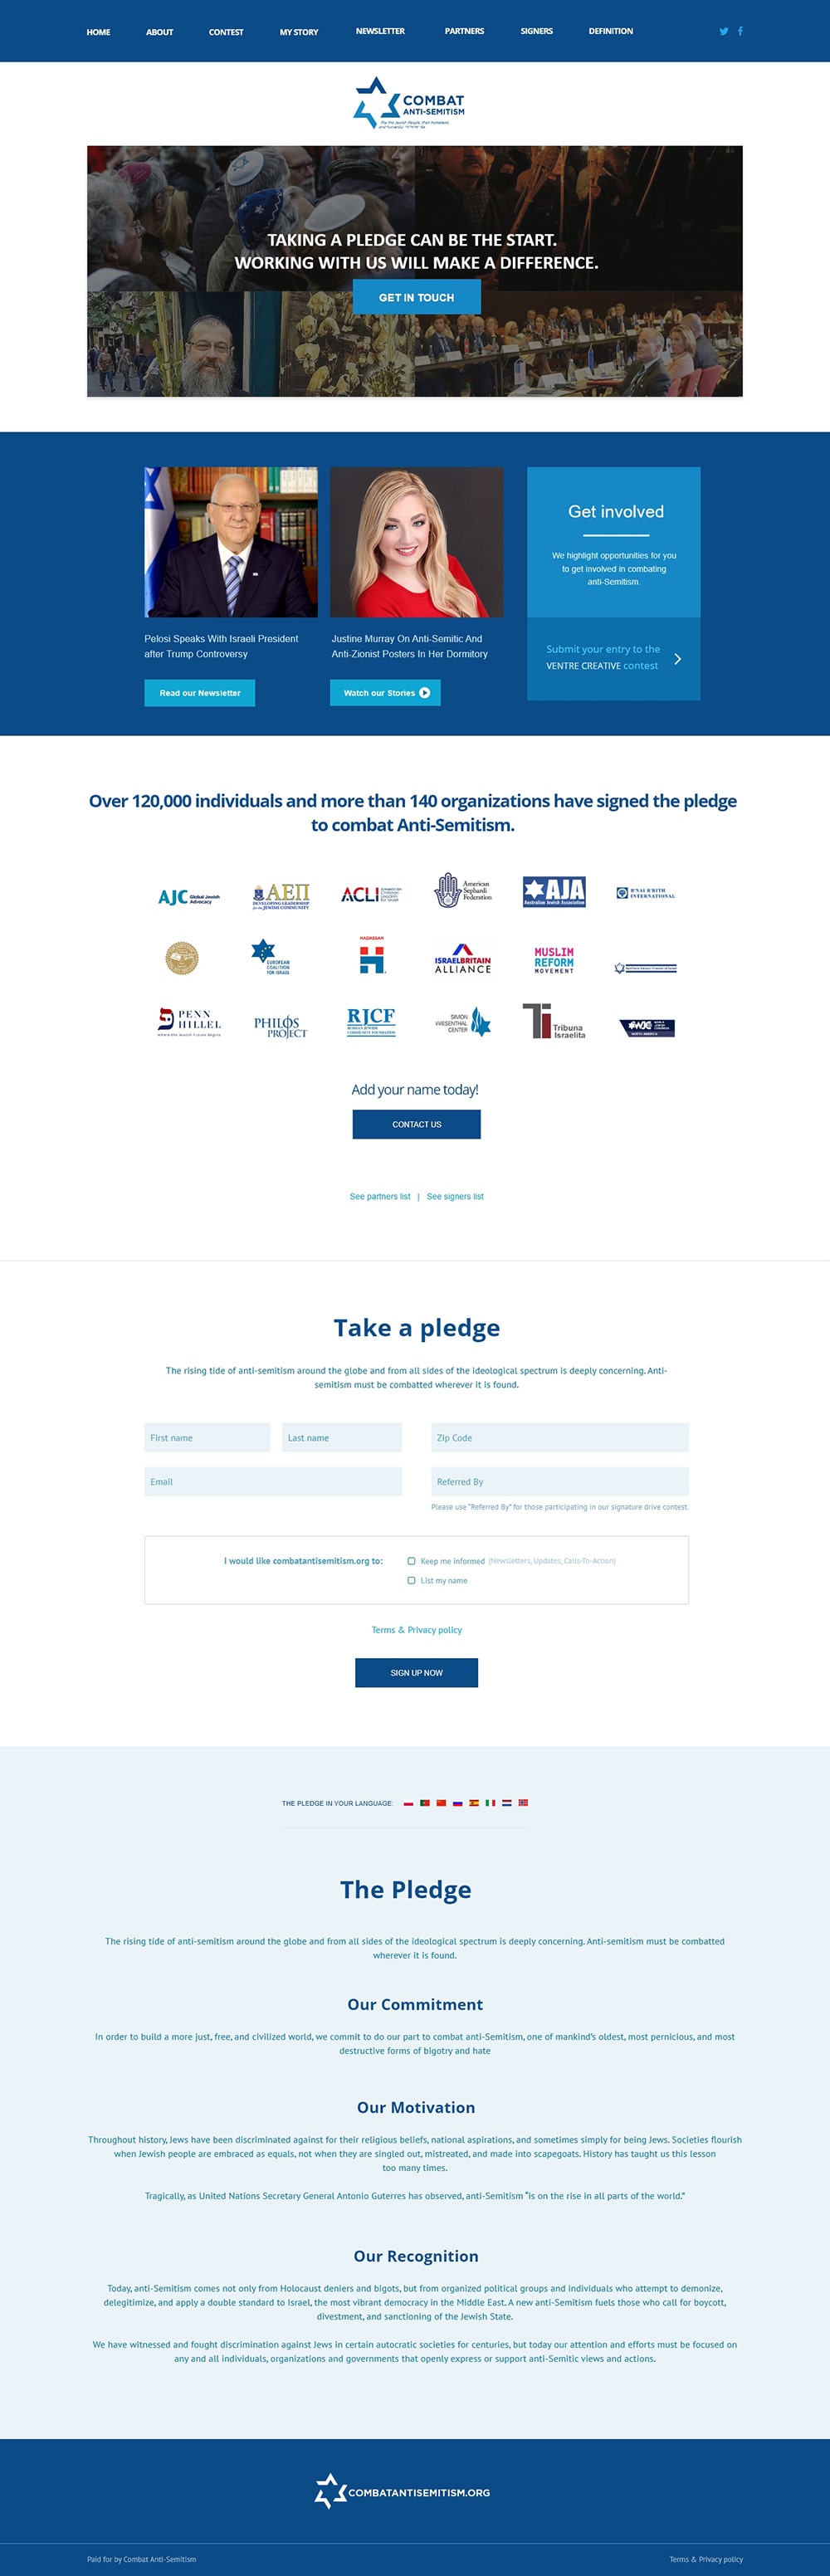 HOME ABOUT CONTEST MY STORY NEWSLETTER PARTNERS SIGNERS DEFINITION
COMBAT
ANTI-SEMITISM
TAKING A PLEDGE CAN BE THE START.
WORKING WITH US WILL MAKE A DIFFERENCE.
GET IN TOUCH
Pelosi Speaks With Israeli President
after Trump Controversy
Read our Newsletter
Justine Murray On Anti-Semitic And
Anti-Zionist Posters In Her Dormitory
Watch our Stories
Get involved
We highlight opportunities for you
to get involved in combating
anti-Semitism.
Submit your entry to the
VENTRE CREATIVE contest
Over 120,000 individuals and more than 140 organizations have signed the pledge
to combat Anti-Semitism.
AJC Global Jewish
Advocacy
AEΠ
DEVELOPING LEADERSHIP
for the JEWISH COMMUNITY
ACLI American
Christian
Leaders
for Israel
American
Sephardi
Federation
AJA
Australian Jewish Association
B'NAI B'RITH
INTERNATIONAL
EUROPEAN
COALITION
FOR ISRAEL
HADASSAH
ISRAELBRITAIN
ALLIANCE
MUSLIM
REFORM
MOVEMENT
PENN
HILLEL
where the Jewish Future Begins
PHILOS
PROJECT
RJCF
RUSSIAN JEWISH
COMMUNITY FOUNDATION
SIMON
WIESENTHAL
CENTER
Tribuna
Israelita
NORTH AMERICA
Add your name today!
CONTACT US
See partners list | See signers list
Take a pledge
The rising tide of anti-semitism around the globe and from all sides of the ideological spectrum is deeply concerning. Anti-
semitism must be combatted wherever it is found.
First name Last name Zip Code
Email Referred By
Please use "Referred By" for those participating in our signature drive contest.
I would like combatantisemitism.org to: Keep me informed (Newsletters, Updates, Calls-To-Action)
List my name
Terms & Privacy policy
SIGN UP NOW
THE PLEDGE IN YOUR LANGUAGE:
The Pledge
The rising tide of anti-semitism around the globe and from all sides of the ideological spectrum is deeply concerning. Anti-semitism must be combatted
wherever it is found.
Our Commitment
In order to build a more just, free, and civilized world, we commit to do our part to combat anti-Semitism, one of mankind's oldest, most pernicious, and most
destructive forms of bigotry and hate
Our Motivation
Throughout history, Jews have been discriminated against for their religious beliefs, national aspirations, and sometimes simply for being Jews. Societies flourish
when Jewish people are embraced as equals, not when they are singled out, mistreated, and made into scapegoats. History has taught us this lesson
too many times.
Tragically, as United Nations Secretary General Antonio Guterres has observed, anti-Semitism "is on the rise in all parts of the world."
Our Recognition
Today, anti-Semitism comes not only from Holocaust deniers and bigots, but from organized political groups and individuals who attempt to demonize,
delegitimize, and apply a double standard to Israel, the most vibrant democracy in the Middle East. A new anti-Semitism fuels those who call for boycott,
divestment, and sanctioning of the Jewish State.
We have witnessed and fought discrimination against Jews in certain autocratic societies for centuries, but today our attention and efforts must be focused on
any and all individuals, organizations and governments that openly express or support anti-Semitic views and actions.
COMBATANTISEMITISM.ORG
Paid for by Combat Anti-Semitism Terms & Privacy policy